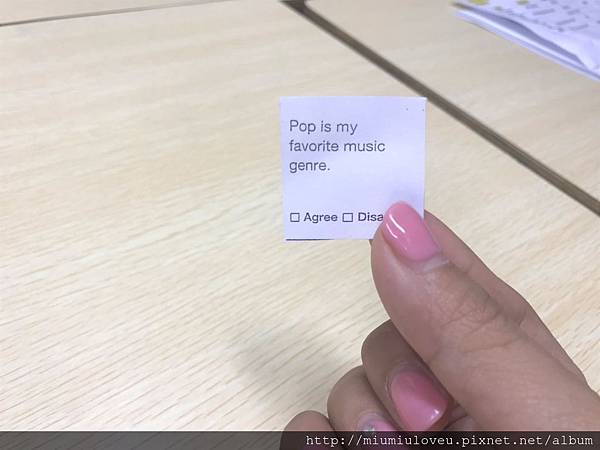 Pop is my
favorite music
genre.
☐ Agree ☐ Disa
http://miumiuloveu.pixnet.net/album